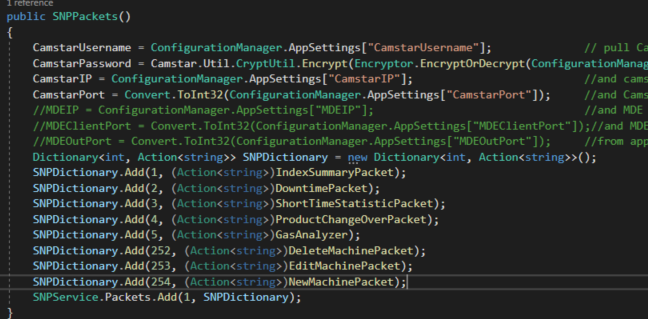 1 reference
public SNPPackets()
{
CamstarUsername = ConfigurationManager.AppSettings["CamstarUsername"]; // pull Ca
CamstarPassword = Camstar.Util.CryptUtil.Encrypt(Encryptor.EncryptOrDecrypt(ConfigurationManag
CamstarIP = ConfigurationManager.AppSettings["CamstarIP"]; //and cams
CamstarPort = Convert.ToInt32(ConfigurationManager.AppSettings["CamstarPort"]); //and Cams
//MDEIP = ConfigurationManager.AppSettings["MDEIP"]; //and MDE
//MDEClientPort = Convert.ToInt32(ConfigurationManager.AppSettings["MDEClientPort"]);//and MDE
//MDEOutPort = Convert.ToInt32(ConfigurationManager.AppSettings["MDEOutPort"]); //from app
Dictionary<int, Action<string>> SNPDictionary = new Dictionary<int, Action<string>>();
SNPDictionary.Add(1, (Action<string>)IndexSummaryPacket);
SNPDictionary.Add(2, (Action<string>)DowntimePacket);
SNPDictionary.Add(3, (Action<string>)ShortTimeStatisticPacket);
SNPDictionary.Add(4, (Action<string>)ProductChangeOverPacket);
SNPDictionary.Add(5, (Action<string>)GasAnalyzer);
SNPDictionary.Add(252, (Action<string>)DeleteMachinePacket);
SNPDictionary.Add(253, (Action<string>)EditMachinePacket);
SNPDictionary.Add(254, (Action<string>)NewMachinePacket);
SNPService.Packets.Add(1, SNPDictionary);
}